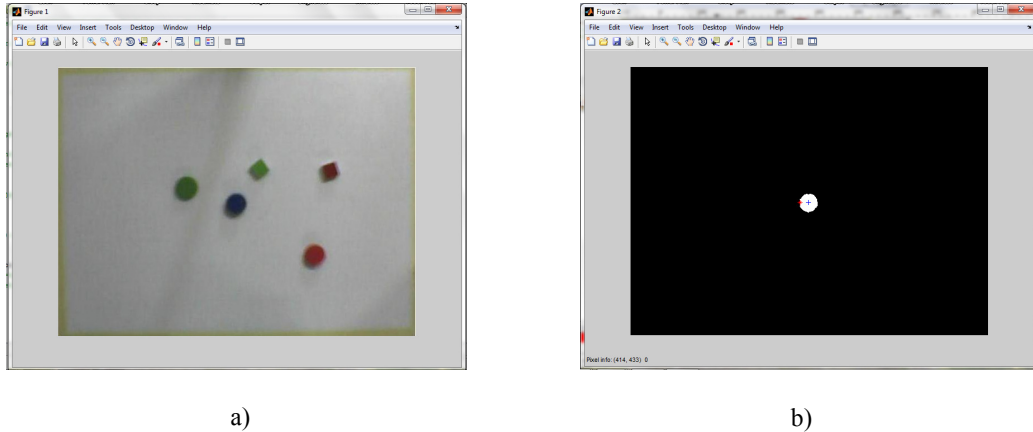 Figure 1
File Edit View Insert Tools Desktop Window Help
Figure 2
File Edit View Insert Tools Desktop Window Help
Pixel info: (414, 433) 0
a)
b)